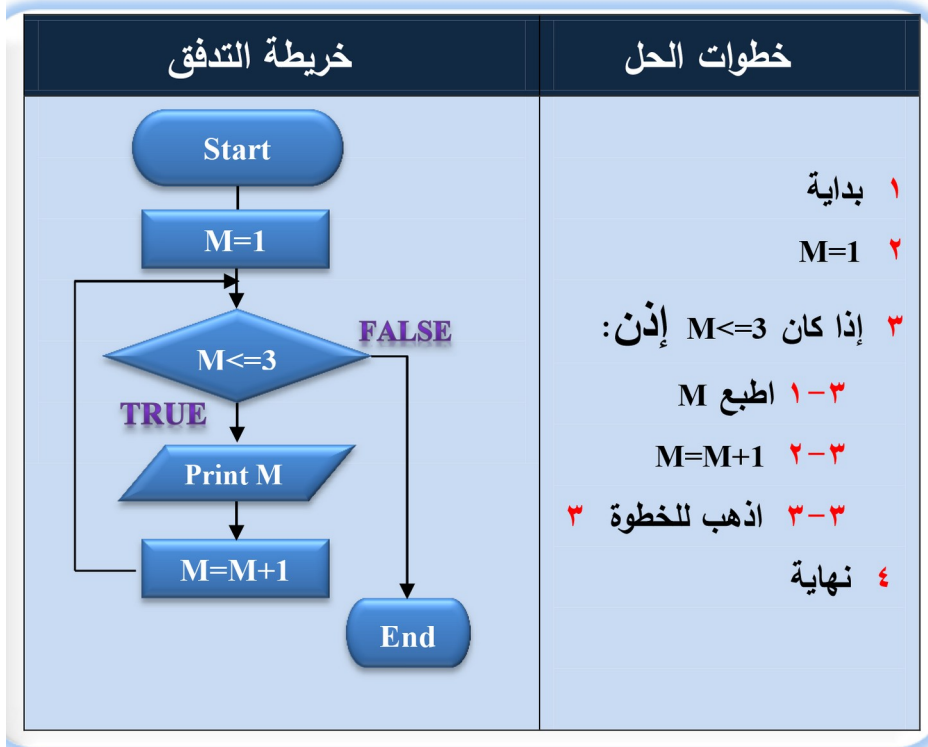 خطوات الحل
١ بداية
٢ M=1
٣ إذا كان M<=3 إذن:
٣-١ اطبع M
٣-٢ M=M+1
٣-٣ اذهب للخطوة ٣
٤ نهاية
خريطة التدفق
Start
M=1
M<=3
FALSE
TRUE
Print M
M=M+1
End